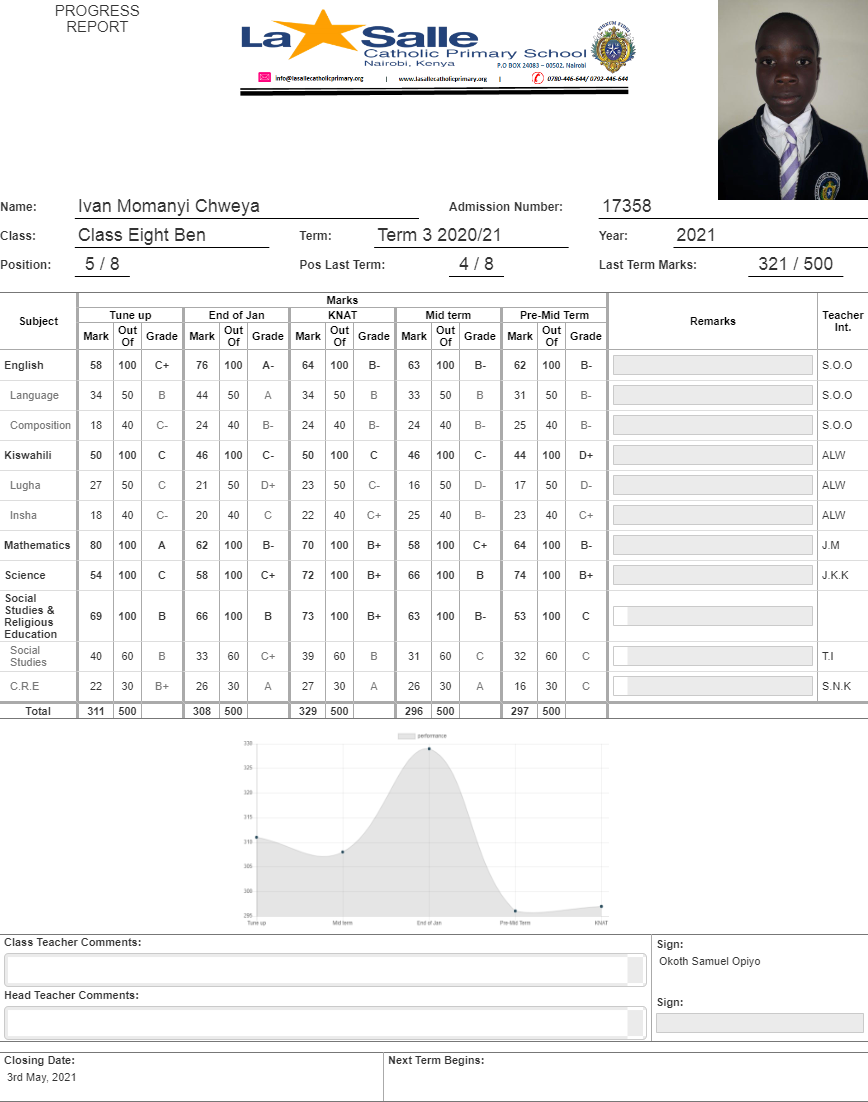 PROGRESS
REPORT
La Salle
Catholic Primary School
Nairobi, Kenya
P.O BOX 24083 – 00502, Nairobi
info@lasallecatholicprimary.org | www.lasallecatholicprimary.org | 0780-446-644/ 0792-446-644
Name: Ivan Momanyi Chweya Admission Number: 17358
Class: Class Eight Ben Term: Term 3 2020/21 Year: 2021
Position: 5 / 8 Pos Last Term: 4 / 8 Last Term Marks: 321 / 500
Subject Marks Remarks Teacher Int.
Tune up End of Jan KNAT Mid term Pre-Mid Term
Mark Out Of Grade Mark Out Of Grade Mark Out Of Grade Mark Out Of Grade Mark Out Of Grade
English 58 100 C+ 76 100 A- 64 100 B- 63 100 B- 62 100 B- S.O.O
Language 34 50 B 44 50 A 34 50 B 33 50 B 31 50 B- S.O.O
Composition 18 40 C- 24 40 B- 24 40 B- 24 40 B- 25 40 B- S.O.O
Kiswahili 50 100 C 46 100 C- 50 100 C 46 100 C- 44 100 D+ ALW
Lugha 27 50 C 21 50 D+ 23 50 C- 16 50 D- 17 50 D- ALW
Insha 18 40 C- 20 40 C 22 40 C+ 25 40 B- 23 40 C+ ALW
Mathematics 80 100 A 62 100 B- 70 100 B+ 58 100 C+ 64 100 B- J.M
Science 54 100 C 58 100 C+ 72 100 B+ 66 100 B 74 100 B+ J.K.K
Social Studies & Religious Education 69 100 B 66 100 B 73 100 B+ 63 100 B- 53 100 C
Social Studies 40 60 B 33 60 C+ 39 60 B 31 60 C 32 60 C T.I
C.R.E 22 30 B+ 26 30 A 27 30 A 26 30 A 16 30 C S.N.K
Total 311 500 308 500 329 500 296 500 297 500
performance
330
325
320
315
310
305
300
295
Tune up Mid term End of Jan Pre-Mid Term KNAT
Class Teacher Comments: Sign:
Okoth Samuel Opiyo
Head Teacher Comments: Sign:
Closing Date: Next Term Begins:
3rd May, 2021